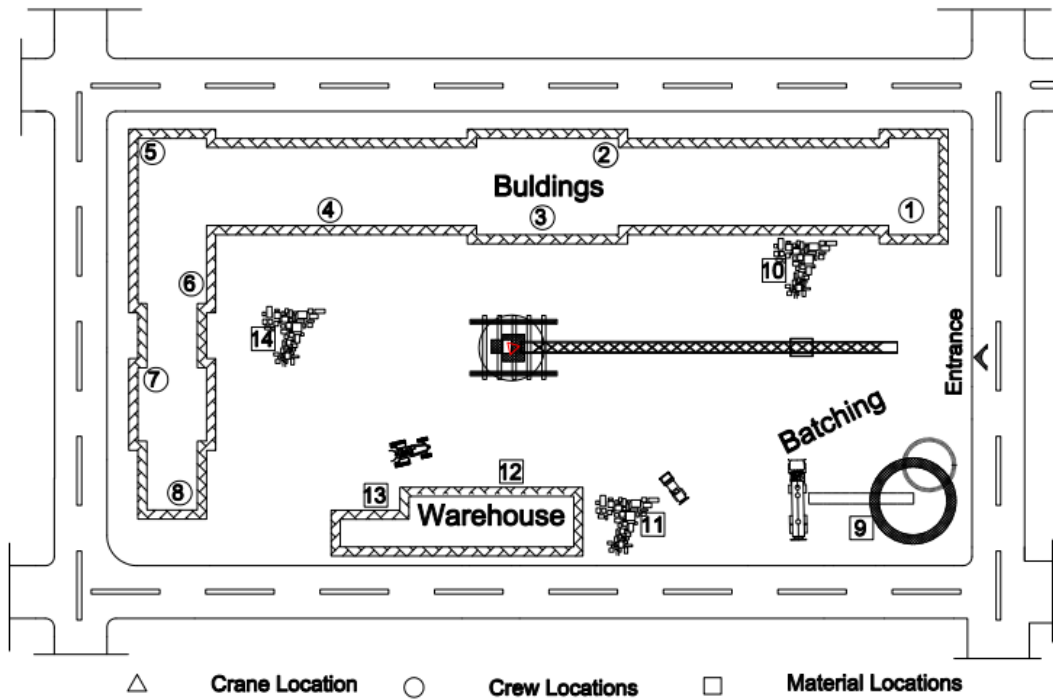 5
2
Buldings
4
3
1
6
10
14
Entrance
7
Batching
8
13
12
Warehouse
11
9
Crane Location
Crew Locations
Material Locations